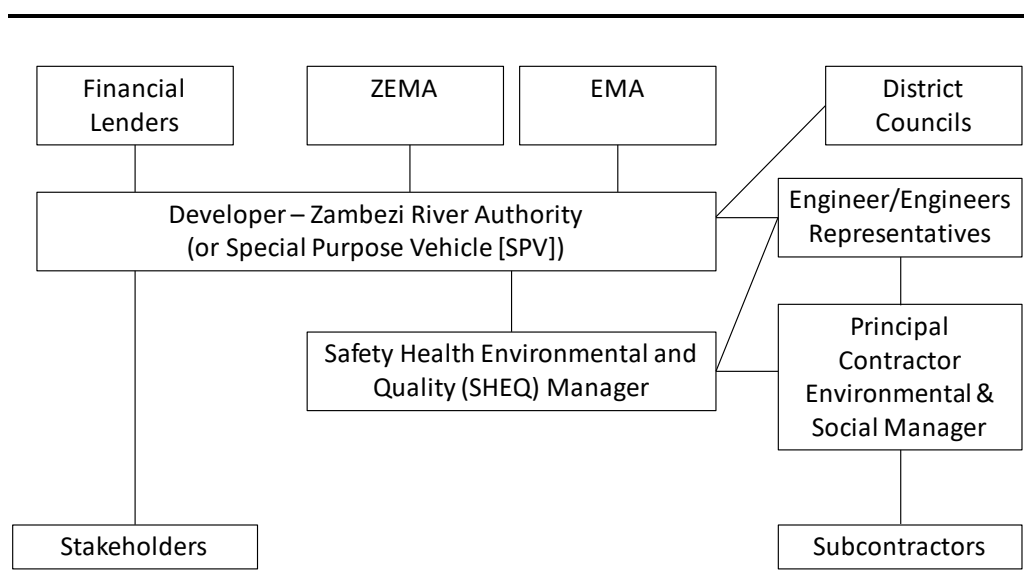 Financial
Lenders
ZEMA
EMA
District
Councils
Developer – Zambezi River Authority
(or Special Purpose Vehicle [SPV])
Engineer/Engineers
Representatives
Safety Health Environmental and
Quality (SHEQ) Manager
Principal
Contractor
Environmental &
Social Manager
Stakeholders
Subcontractors